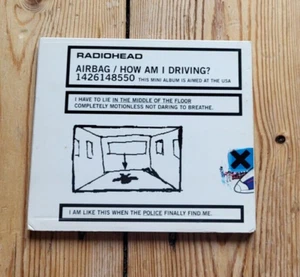 RADIOHEAD
AIRBAG / HOW AM I DRIVING?
1426148550 THIS MINI ALBUM IS AIMED AT THE USA
I HAVE TO LIE IN THE MIDDLE OF THE FLOOR
COMPLETELY MOTIONLESS NOT DARING TO BREATHE.
I AM LIKE THIS WHEN THE POLICE FINALLY FIND ME.